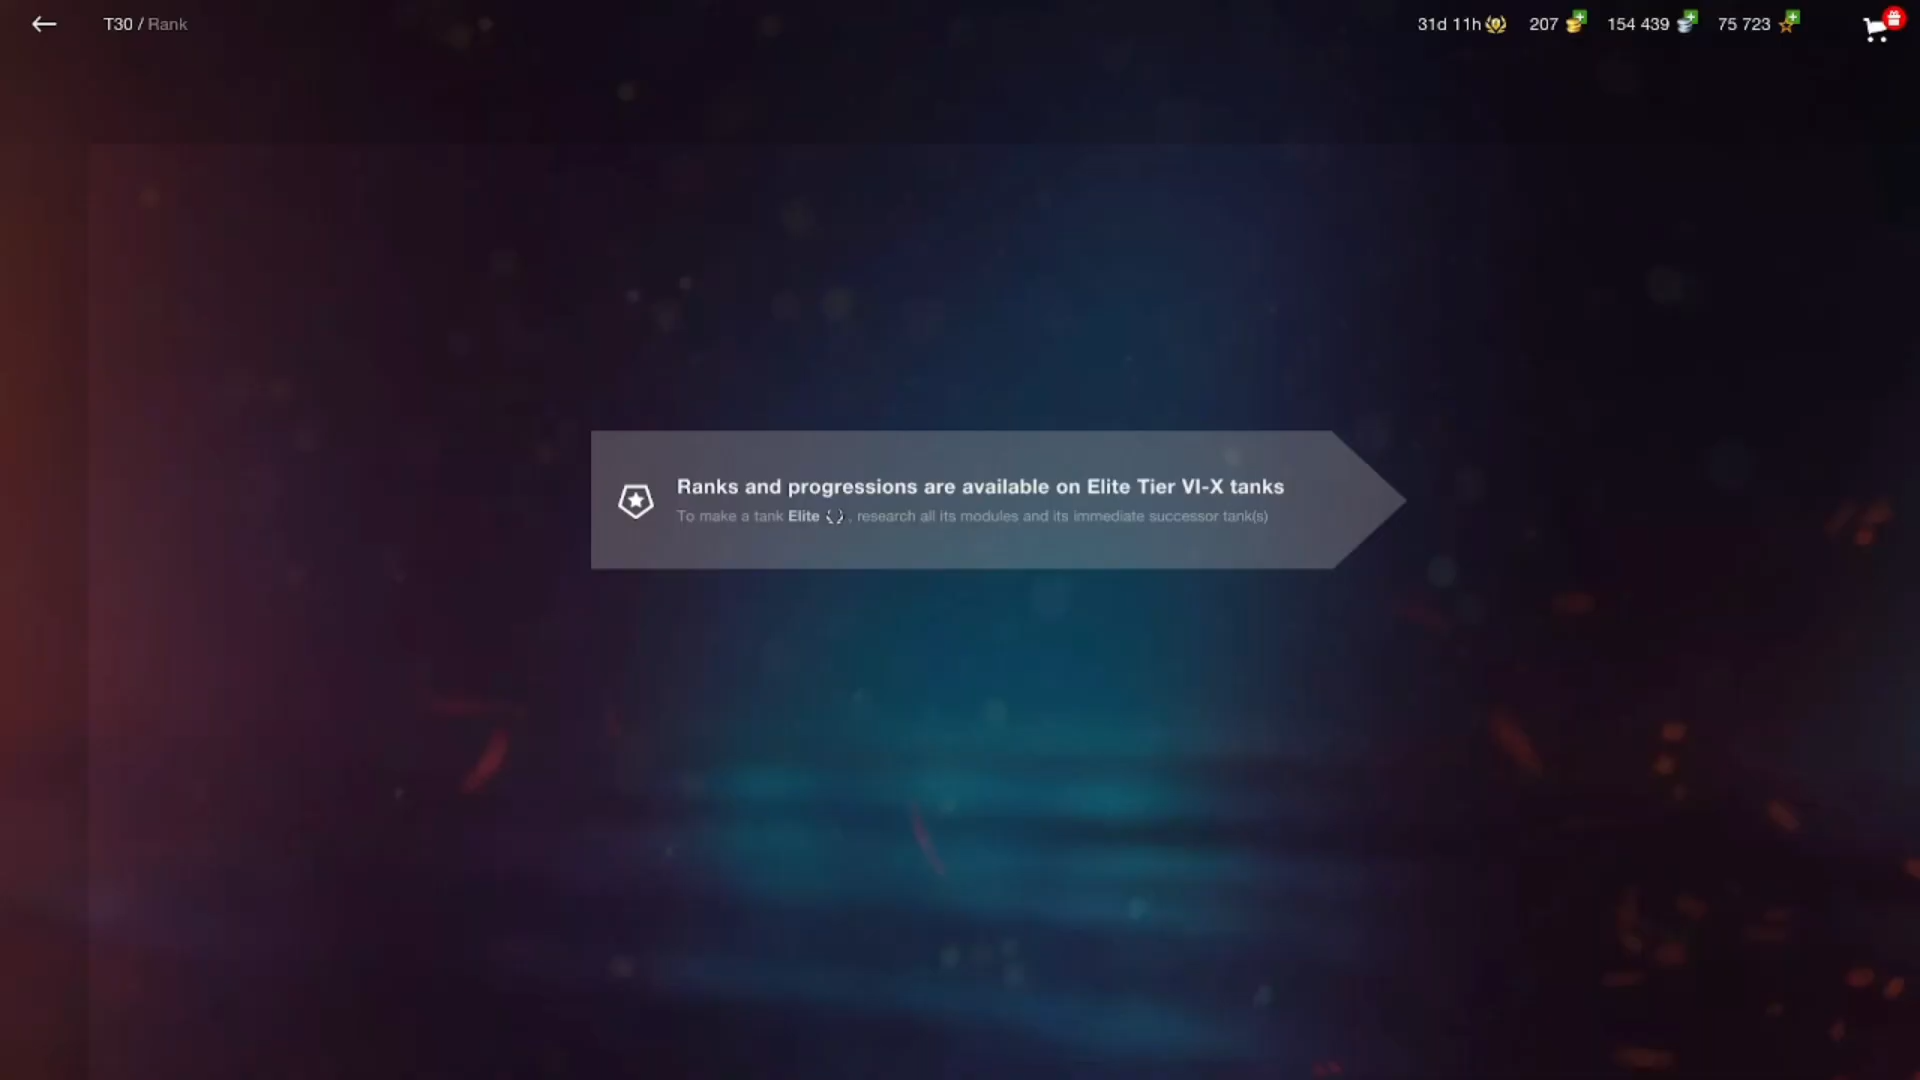 T30 / Rank
31d 11h 207 154 439 75 723
Ranks and progressions are available on Elite Tier VI-X tanks
To make a tank Elite , research all its modules and its immediate successor tank(s)